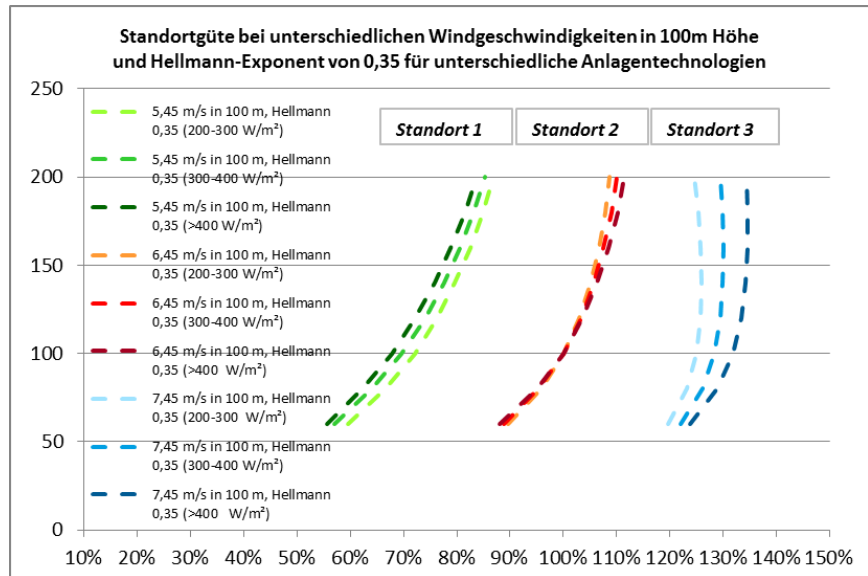 Standortgüte bei unterschiedlichen Windgeschwindigkeiten in 100m Höhe
und Hellmann-Exponent von 0,35 für unterschiedliche Anlagentechnologien
250
200
150
100
50
0
5,45 m/s in 100 m, Hellmann
0,35 (200-300 W/m²)
5,45 m/s in 100 m, Hellmann
0,35 (300-400 W/m²)
5,45 m/s in 100 m, Hellmann
0,35 (>400 W/m²)
6,45 m/s in 100 m, Hellmann
0,35 (200-300 W/m²)
6,45 m/s in 100 m, Hellmann
0,35 (300-400 W/m²)
6,45 m/s in 100 m, Hellmann
0,35 (>400 W/m²)
7,45 m/s in 100 m, Hellmann
0,35 (200-300 W/m²)
7,45 m/s in 100 m, Hellmann
0,35 (300-400 W/m²)
7,45 m/s in 100 m, Hellmann
0,35 (>400 W/m²)
Standort 1
Standort 2
Standort 3
10% 20% 30% 40% 50% 60% 70% 80% 90% 100% 110% 120% 130% 140% 150%